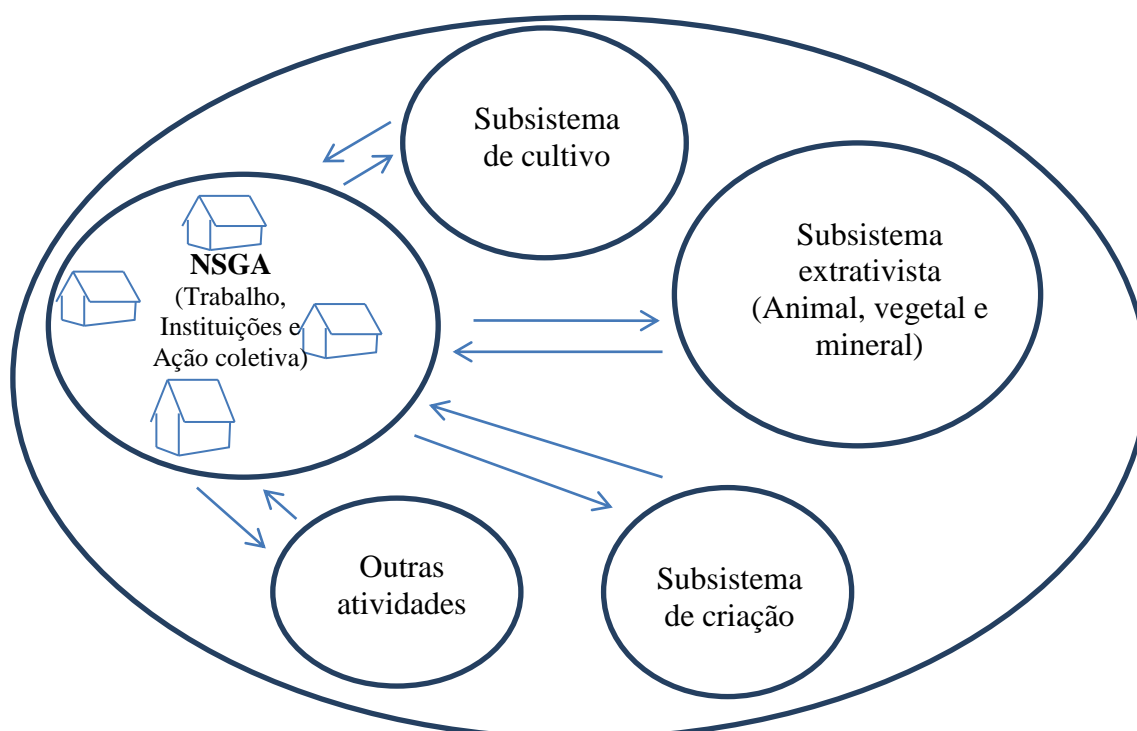 Subsistema
de cultivo
NSGA
(Trabalho,
Instituições e
Ação coletiva)
Subsistema
extrativista
(Animal, vegetal e
mineral)
Outras
atividades
Subsistema
de criação